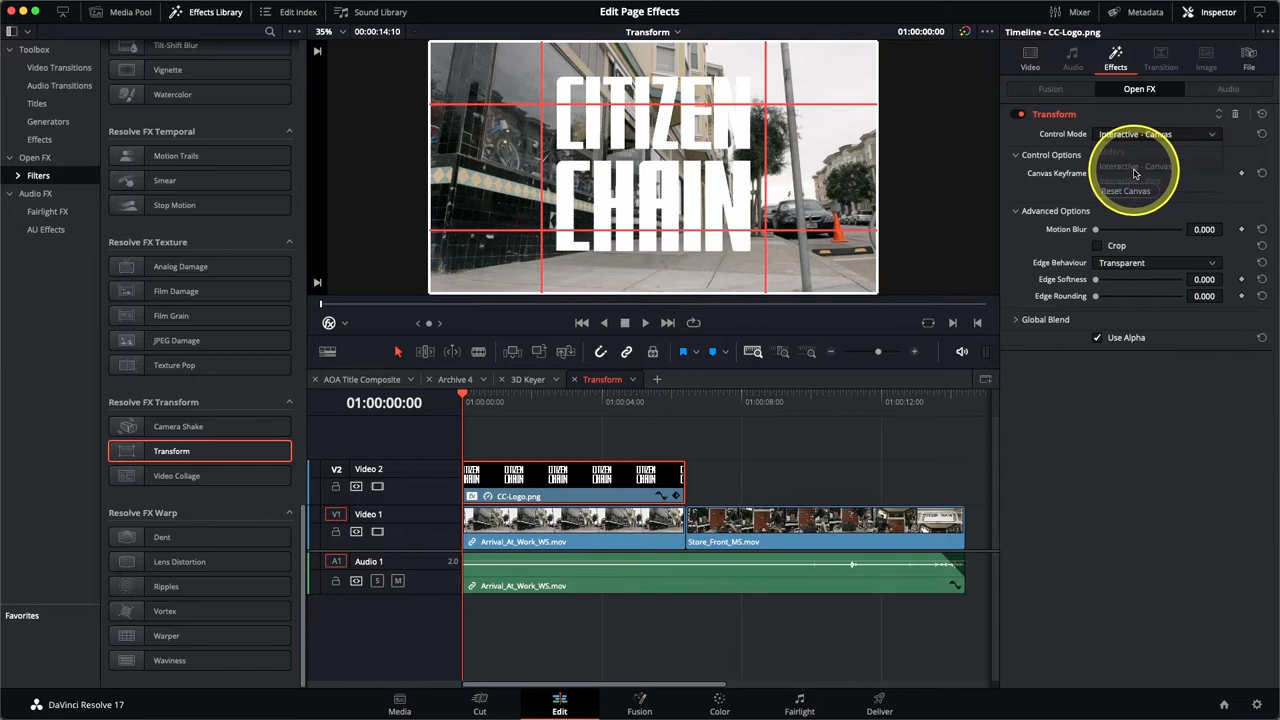 Media Pool
Effects Library
Edit Index
Sound Library
Edit Page Effects
Mixer
Metadata
Inspector
35%
00:00:14:10
Transform
01:00:00:00
Timeline - CC-Logo.png
Toolbox
Video Transitions
Audio Transitions
Titles
Generators
Effects
Open FX
Filters
Audio FX
Fairlight FX
AU Effects
Favorites
Tilt-Shift Blur
Vignette
Watercolor
Resolve FX Temporal
Motion Trails
Smear
Stop Motion
Resolve FX Texture
Analog Damage
Film Damage
Film Grain
JPEG Damage
Texture Pop
Resolve FX Transform
Camera Shake
Transform
Video Collage
Resolve FX Warp
Dent
Lens Distortion
Ripples
Vortex
Warper
Waviness
CITIZEN
CHAIN
Video
Audio
Effects
Transition
Image
File
Fusion
Open FX
Audio
Transform
Control Mode
Interactive - Canvas
Interactive - Canvas
Control Options
Canvas Keyframe
Reset Canvas
Advanced Options
Motion Blur
0.000
Crop
Edge Behaviour
Transparent
Edge Softness
0.000
Edge Rounding
0.000
Global Blend
Use Alpha
AOA Title Composite
Archive 4
3D Keyer
Transform
01:00:00:00
01:00:00:00
01:00:04:00
01:00:08:00
01:00:12:00
V2
Video 2
fx
CC-Logo.png
V1
Video 1
Arrival_At_Work_WS.mov
Store_Front_MS.mov
A1
Audio 1
2.0
S
M
Arrival_At_Work_WS.mov
DaVinci Resolve 17
Media
Cut
Edit
Fusion
Color
Fairlight
Deliver